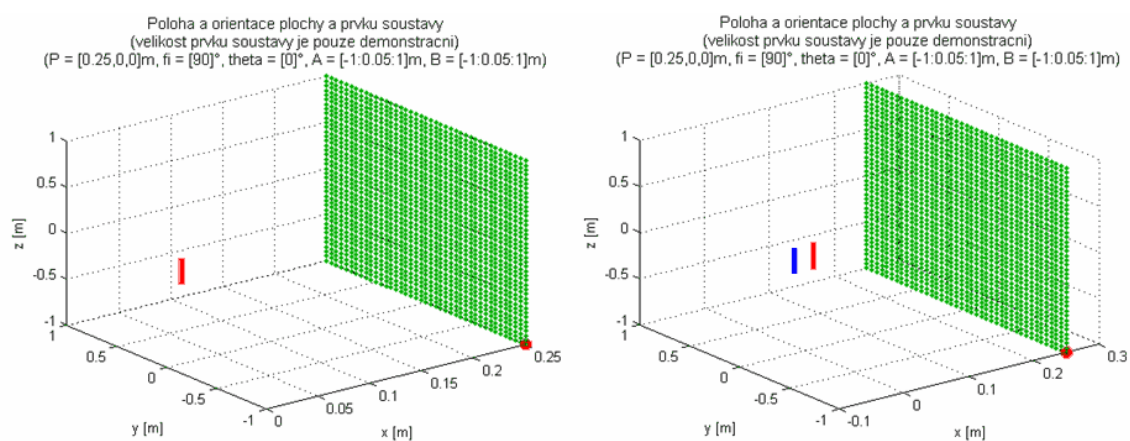 Poloha a orientace plochy a prvku soustavy
(velikost prvku soustavy je pouze demonstracni)
(P = [0.25,0,0]m, fi = [90]°, theta = [0]°, A = [-1:0.05:1]m, B = [-1:0.05:1]m)
1
0.5
0
-0.5
-1
z [m]
1
0.5
0
-0.5
-1
y [m]
0
0.05
0.1
0.15
0.2
0.25
x [m]
Poloha a orientace plochy a prvku soustavy
(velikost prvku soustavy je pouze demonstracni)
(P = [0.25,0,0]m, fi = [90]°, theta = [0]°, A = [-1:0.05:1]m, B = [-1:0.05:1]m)
1
0.5
0
-0.5
-1
z [m]
1
0.5
0
-0.5
-1
y [m]
-0.1
0
0.1
0.2
0.3
x [m]